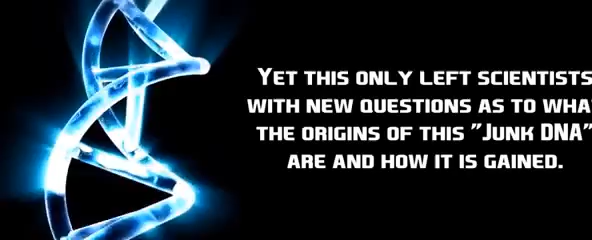 Yet this only left scientists
with new questions as to wha
the origins of this "Junk DNA"
are and how it is gained.